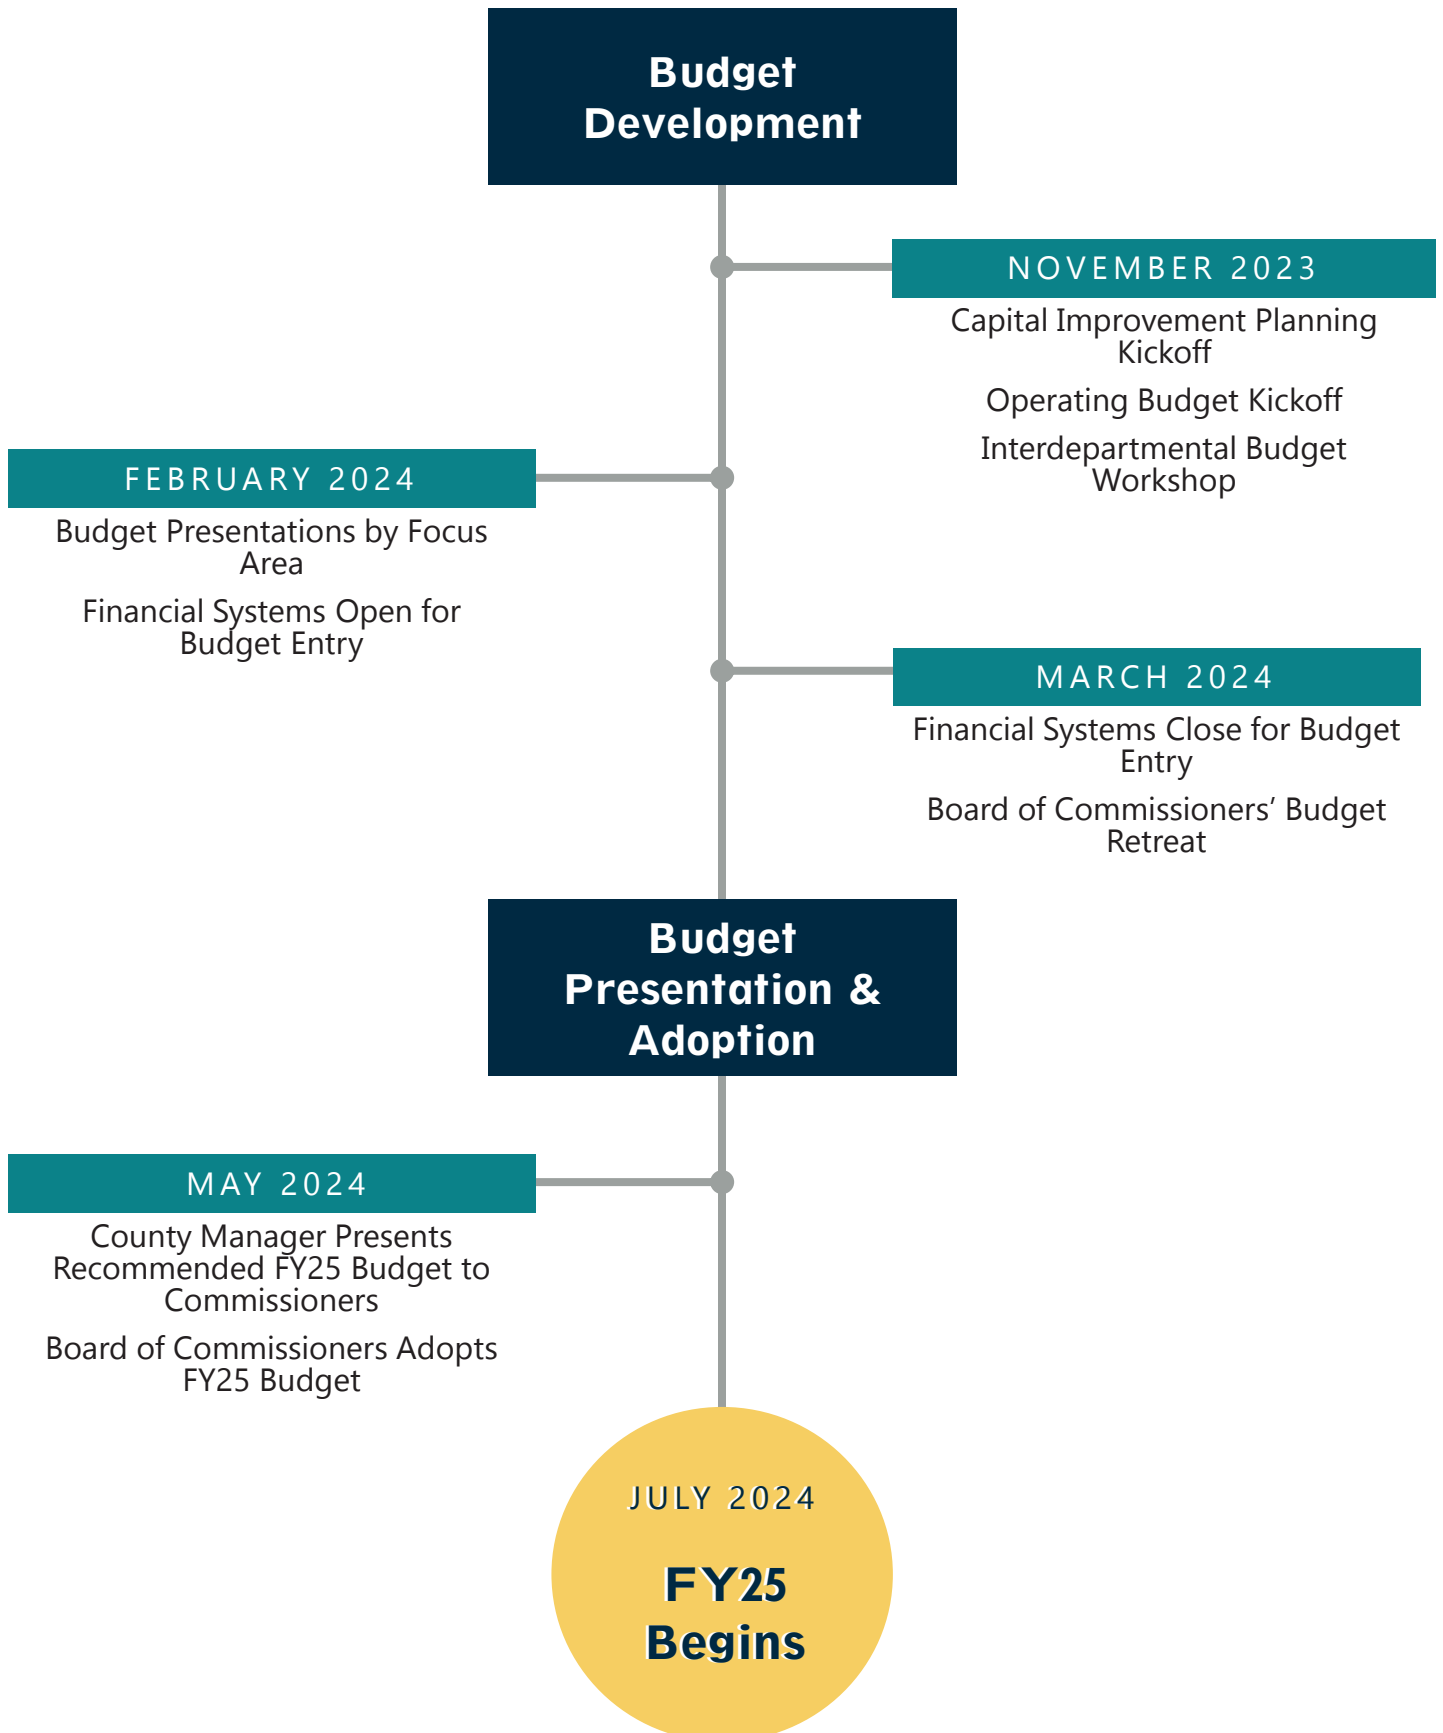 Budget
Development
NOVEMBER 2023
Capital Improvement Planning
Kickoff
Operating Budget Kickoff
Interdepartmental Budget
Workshop
FEBRUARY 2024
Budget Presentations by Focus
Area
Financial Systems Open for
Budget Entry
MARCH 2024
Financial Systems Close for Budget
Entry
Board of Commissioners’ Budget
Retreat
Budget
Presentation &
Adoption
MAY 2024
County Manager Presents
Recommended FY25 Budget to
Commissioners
Board of Commissioners Adopts
FY25 Budget
JULY 2024
FY25
Begins